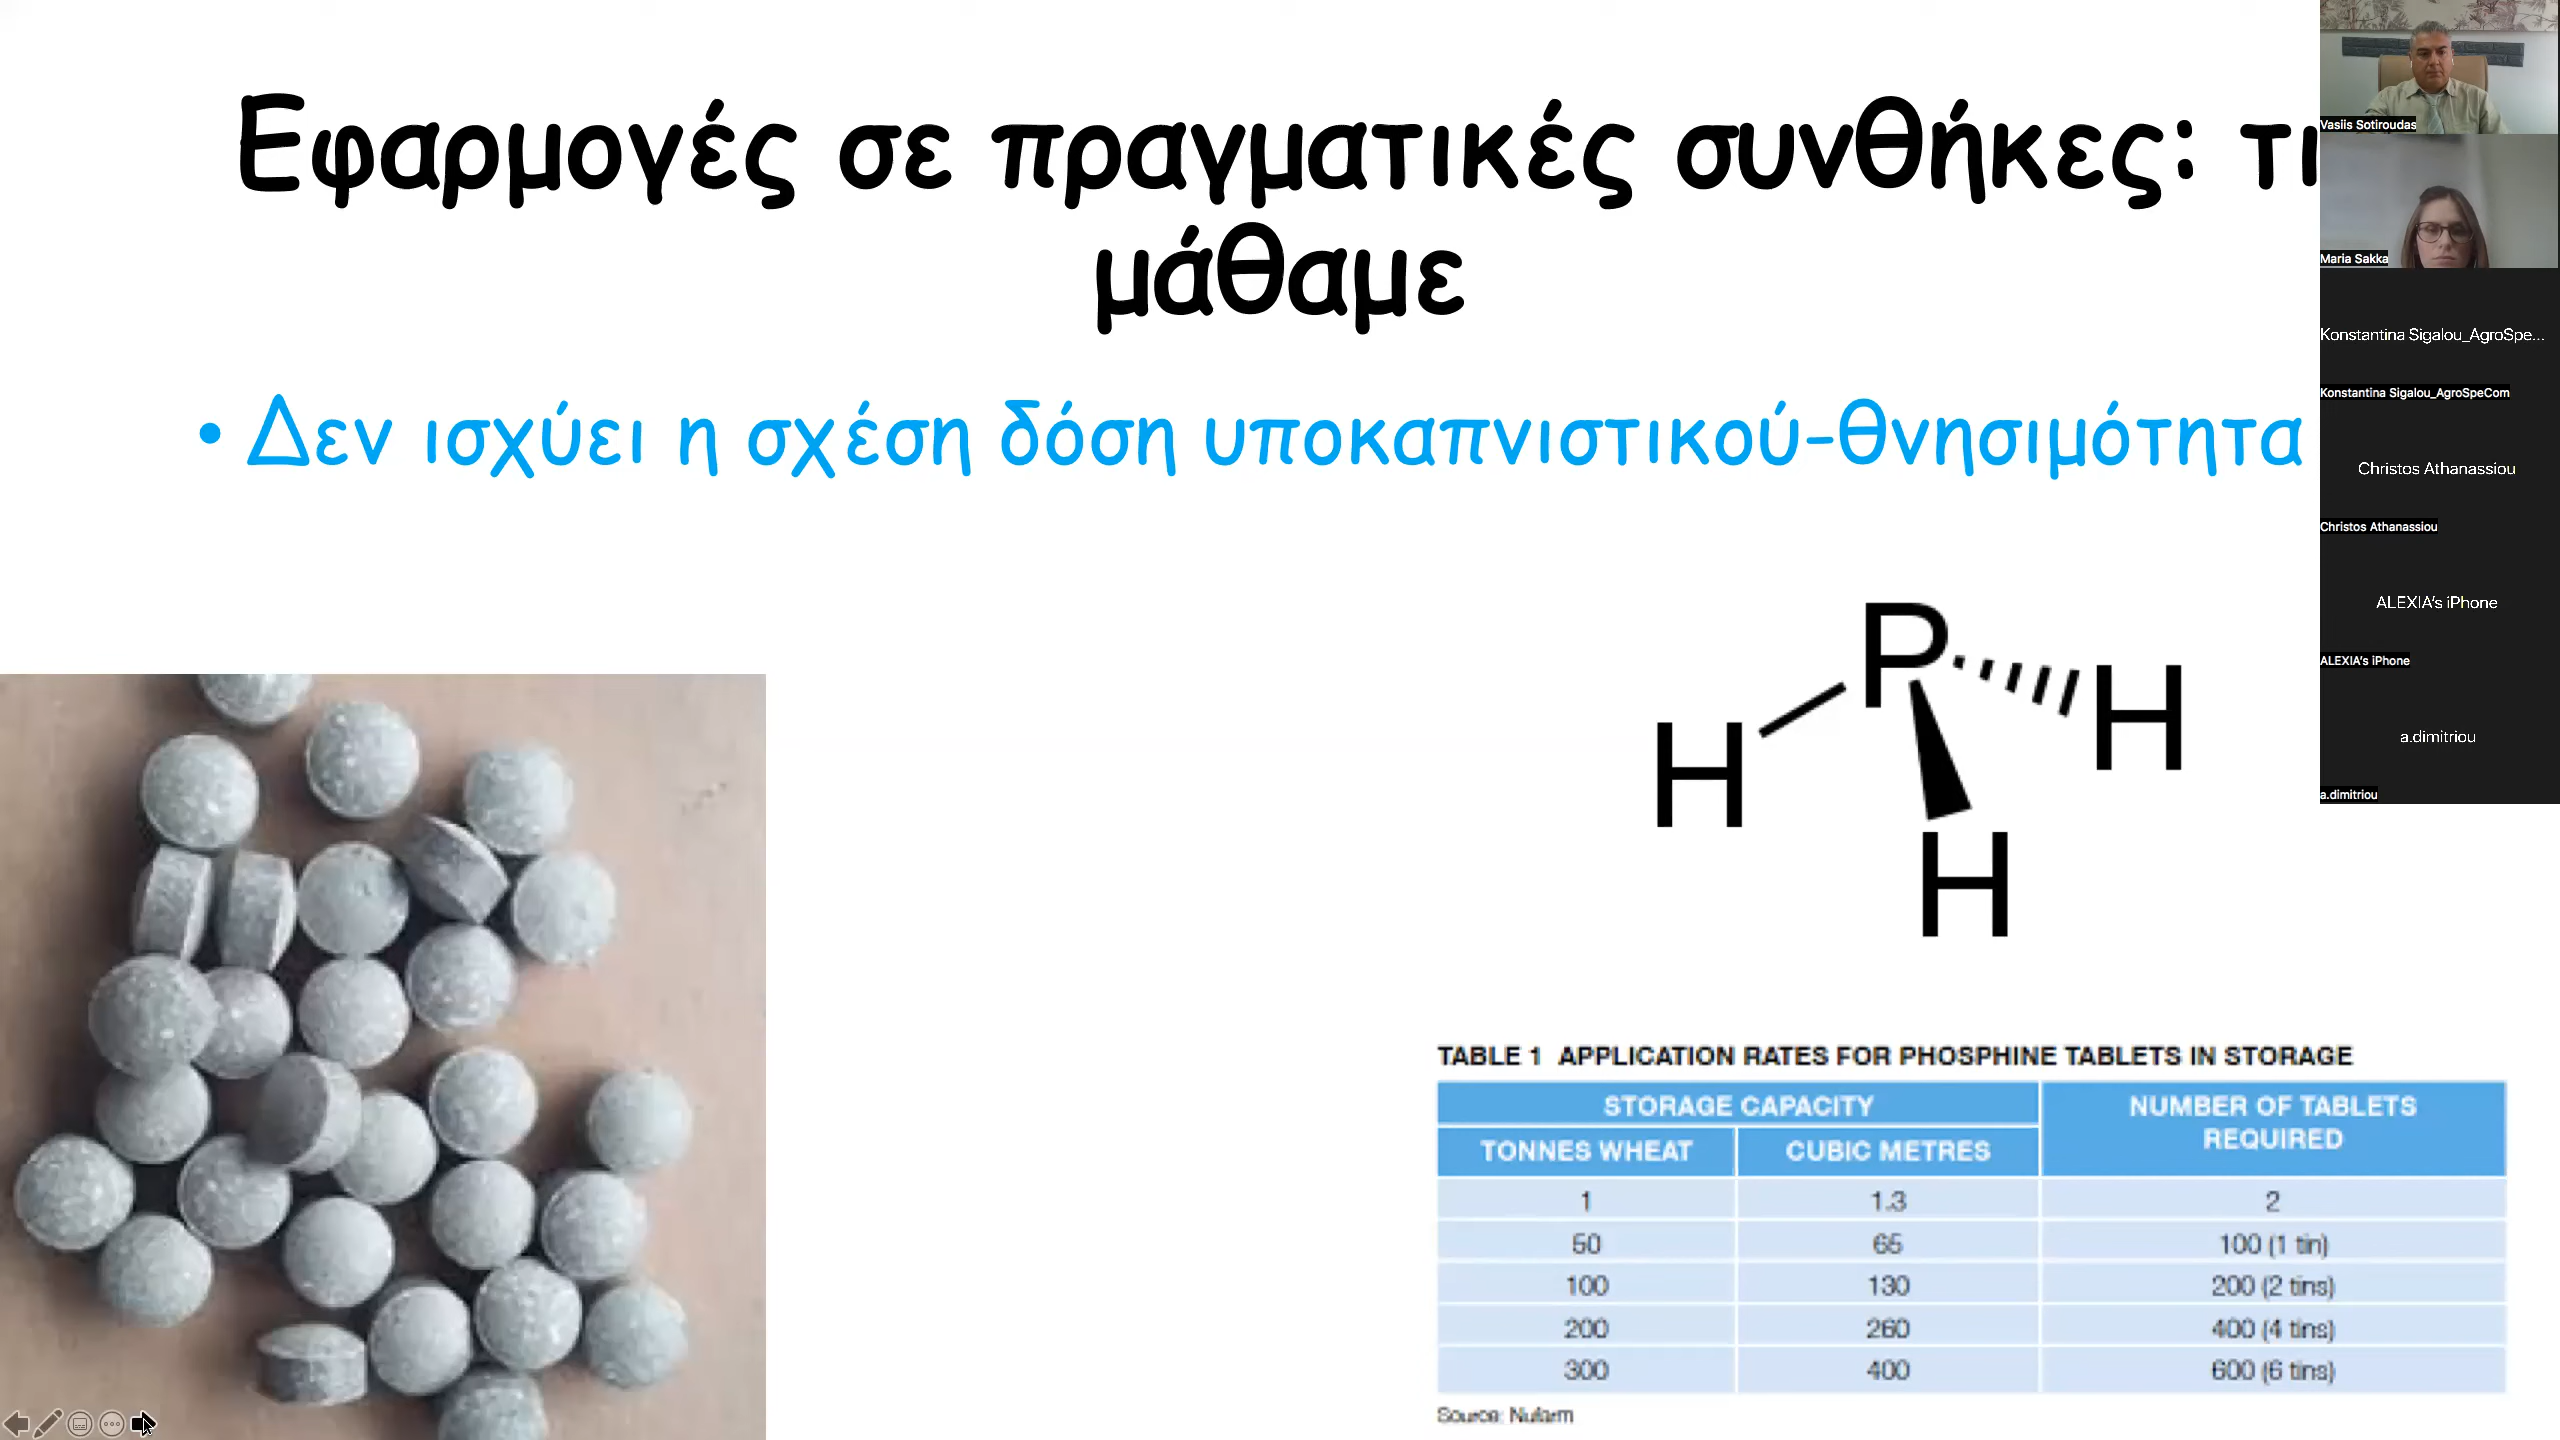 Εφαρμογές σε πραγματικές συνθήκες: τι
μάθαμε
• Δεν ισχύει η σχέση δόση υποκαπνιστικού-θνησιμότητα
P
H
H
H
TABLE 1 APPLICATION RATES FOR PHOSPHINE TABLETS IN STORAGE
STORAGE CAPACITY
NUMBER OF TABLETS
REQUIRED
TONNES WHEAT CUBIC METRES
1 1.3 2
50 65 100 (1 tin)
100 130 200 (2 tins)
200 260 400 (4 tins)
300 400 600 (6 tins)
Source: Nufarm
Vasiis Sotiroudas
Maria Sakka
Konstantina Sigalou_AgroSpe...
Konstantina Sigalou_AgroSpeCom
Christos Athanassiou
Christos Athanassiou
ALEXIA's iPhone
ALEXIA's iPhone
a.dimitriou
a.dimitriou